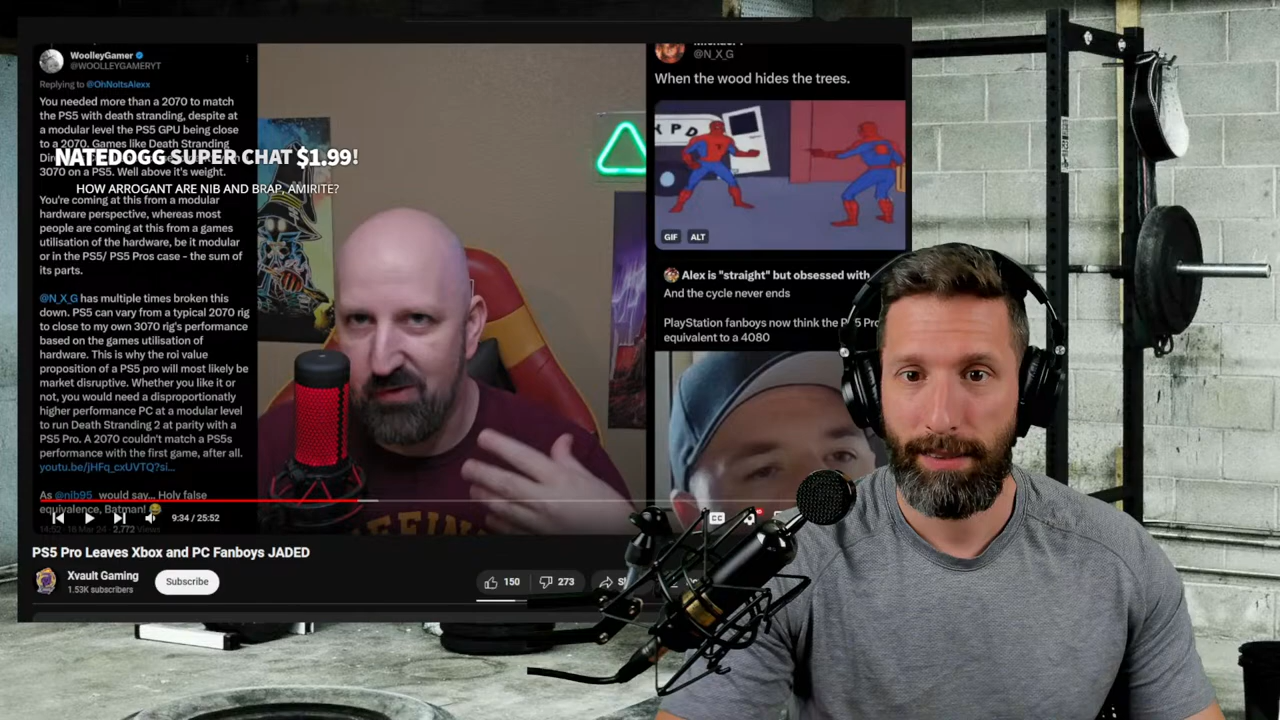 WoolleyGamer
@WOOLLEYGAMERYT
Replying to @OhNoItsAlexx
You needed more than a 2070 to match
the PS5 with death stranding, despite at
a modular level the PS5 GPU being close
to a 2070. Games like Death Stranding
3070 on a PS5. Well above it's weight.
NATEDOGG SUPER CHAT $1.99!
HOW ARROGANT ARE NIB AND BRAP, AMIRITE?
You're coming at this from a modular
hardware perspective, whereas most
people are coming at this from a games
utilisation of the hardware, be it modular
or in the PS5/ PS5 Pros case - the sum of
its parts.
@N_X_G has multiple times broken this
down. PS5 can vary from a typical 2070 rig
to close to my own 3070 rig's performance
based on the games utilisation of
hardware. This is why the roi value
proposition of a PS5 pro will most likely be
market disruptive. Whether you like it or
not, you would need a disproportionately
higher performance PC at a modular level
to run Death Stranding 2 at parity with a
PS5 Pro. A 2070 couldn't match a PS5s
performance with the first game, after all.
youtu.be/jHFq_cxUVTQ?si...
As @nib95 would say... Holy false
equivalence, Batman!
2,772 Views
@N_X_G
When the wood hides the trees.
KPD
GIF ALT
Alex is "straight" but obsessed with
And the cycle never ends
PlayStation fanboys now think the PS5 Pro
equivalent to a 4080
9:34 / 25:52
CC
PS5 Pro Leaves Xbox and PC Fanboys JADED
Xvault Gaming
1.53K subscribers
Subscribe
150
273